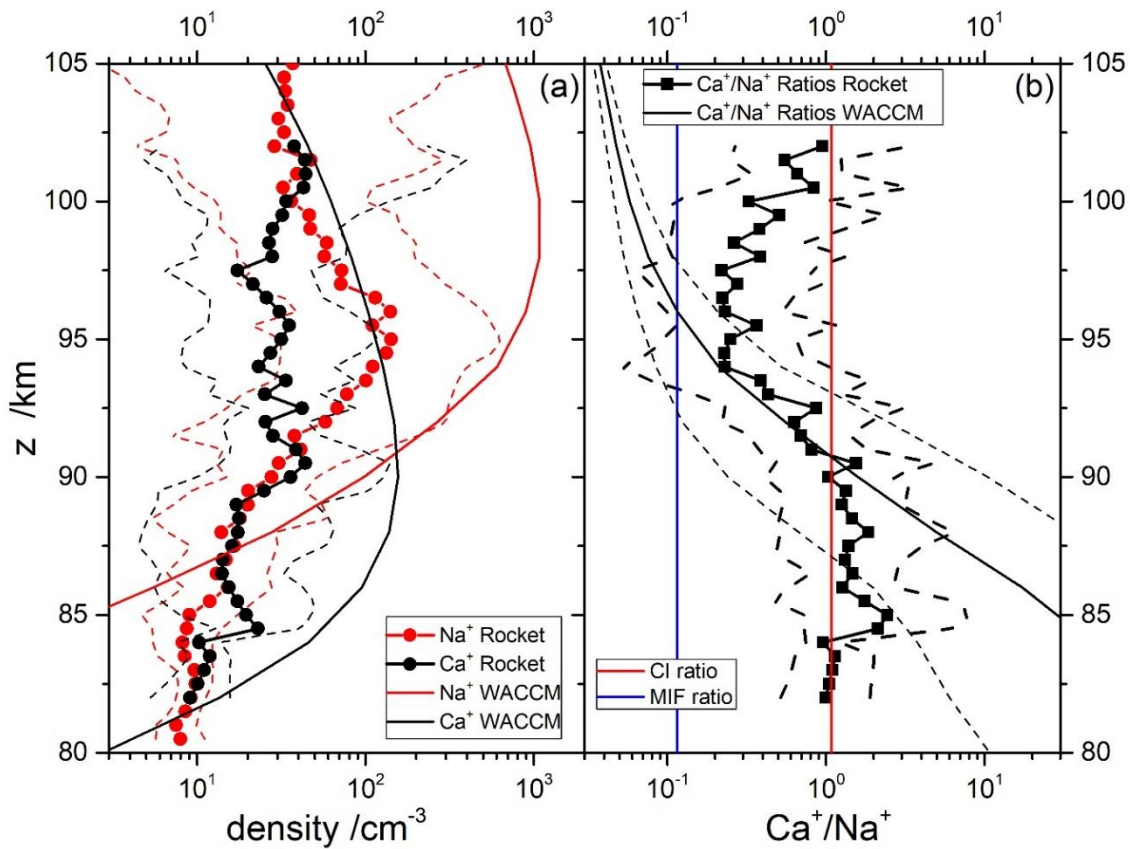 10¹ 10² 10³ 10⁻¹ 10⁰ 10¹
105 (a) (b) 105
Ca⁺/Na⁺ Ratios Rocket
Ca⁺/Na⁺ Ratios WACCM
100 100
95 95
z /km
90 90
85 85
Na⁺ Rocket
Ca⁺ Rocket
Na⁺ WACCM
Ca⁺ WACCM
CI ratio
MIF ratio
80 80
10¹ 10² 10³ 10⁻¹ 10⁰ 10¹
density /cm⁻³ Ca⁺/Na⁺